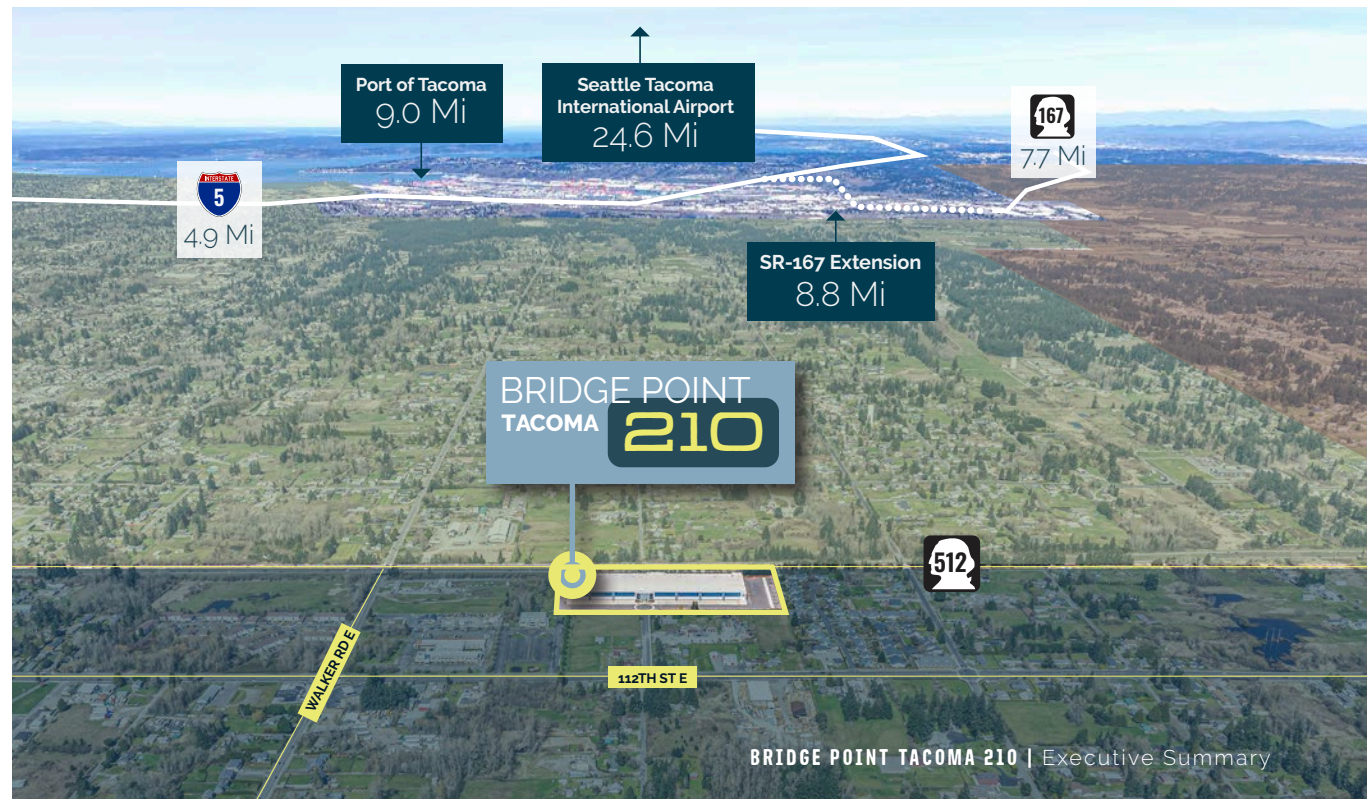 Port of Tacoma
9.0 Mi
Seattle Tacoma
International Airport
24.6 Mi
167
7.7 Mi
INTERSTATE
5
4.9 Mi
SR-167 Extension
8.8 Mi
BRIDGE POINT
TACOMA 210
512
WALKER RD E
112TH ST E
BRIDGE POINT TACOMA 210 | Executive Summary